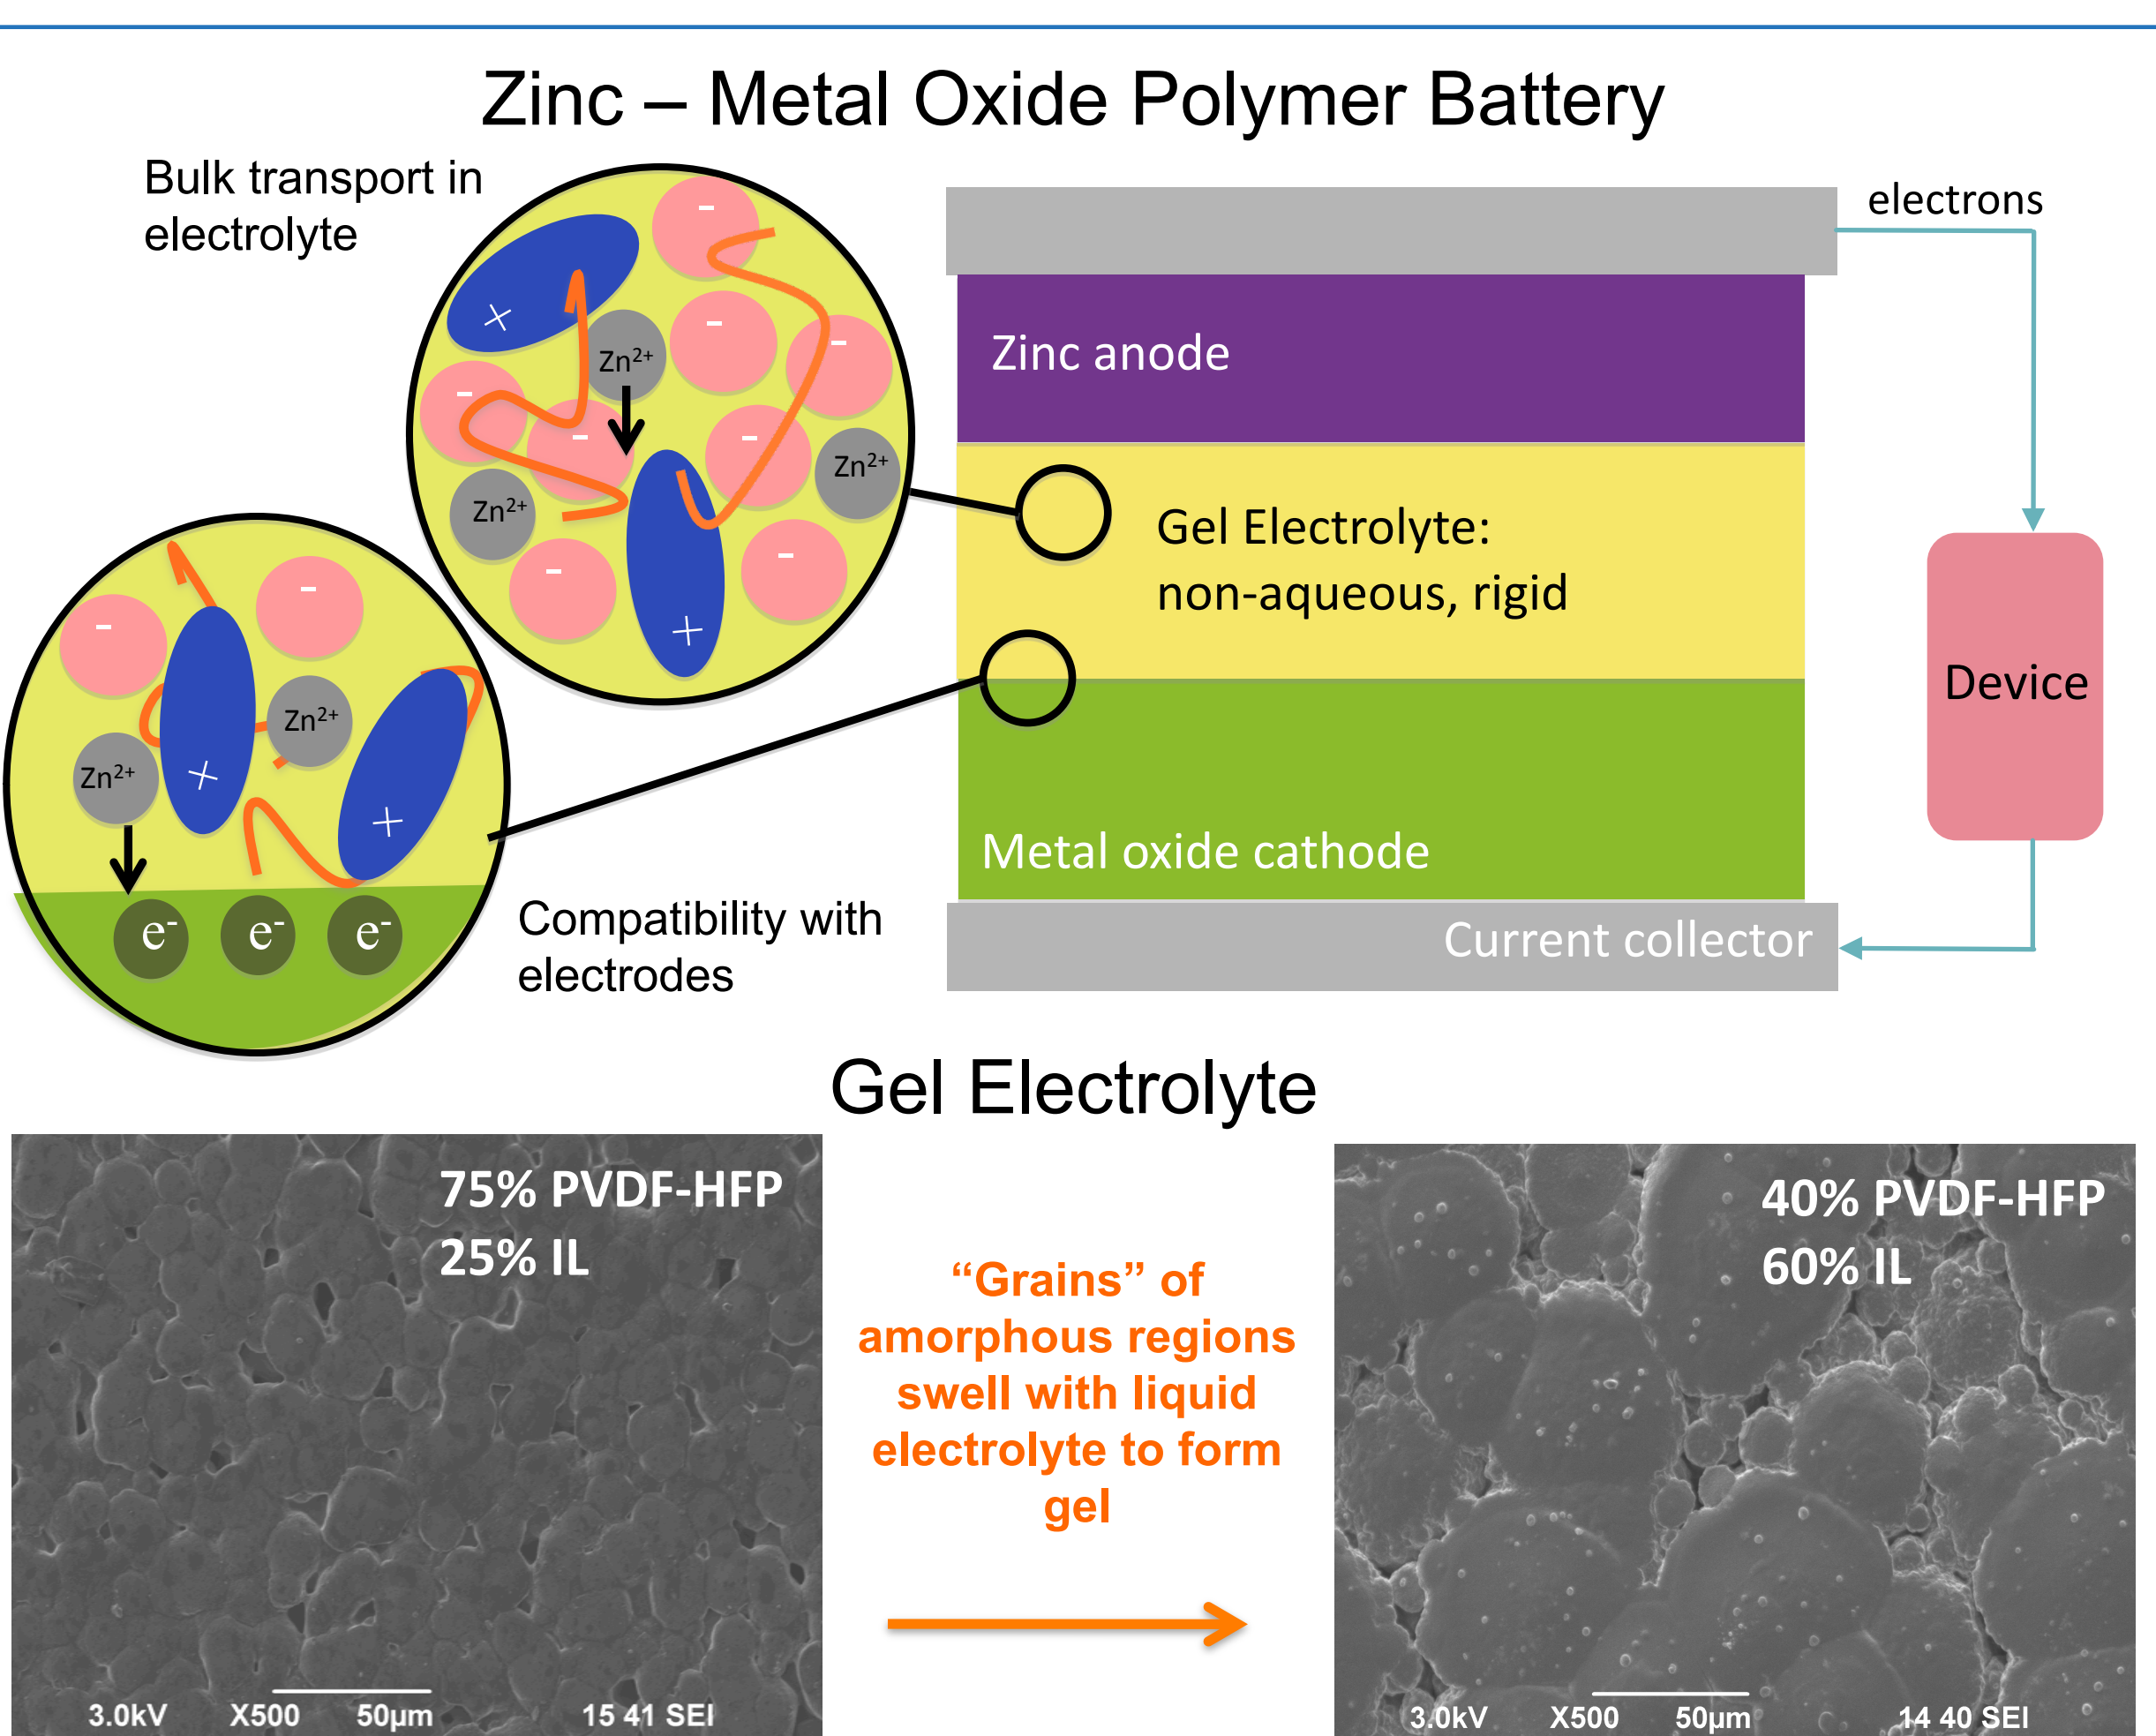 Zinc – Metal Oxide Polymer Battery
Bulk transport in
electrolyte
-
-
-
-
-
-
-
-
-
+
+
Zn²⁺
Zn²⁺
Zn²⁺
electrons
Zinc anode
Gel Electrolyte:
non-aqueous, rigid
Device
Metal oxide cathode
Current collector
-
-
Zn²⁺
Zn²⁺
+
+
e⁻ e⁻ e⁻
Compatibility with
electrodes
Gel Electrolyte
75% PVDF-HFP
25% IL
3.0kV X500 50µm 15 41 SEI
“Grains” of
amorphous regions
swell with liquid
electrolyte to form
gel
40% PVDF-HFP
60% IL
3.0kV X500 50µm 14 40 SEI